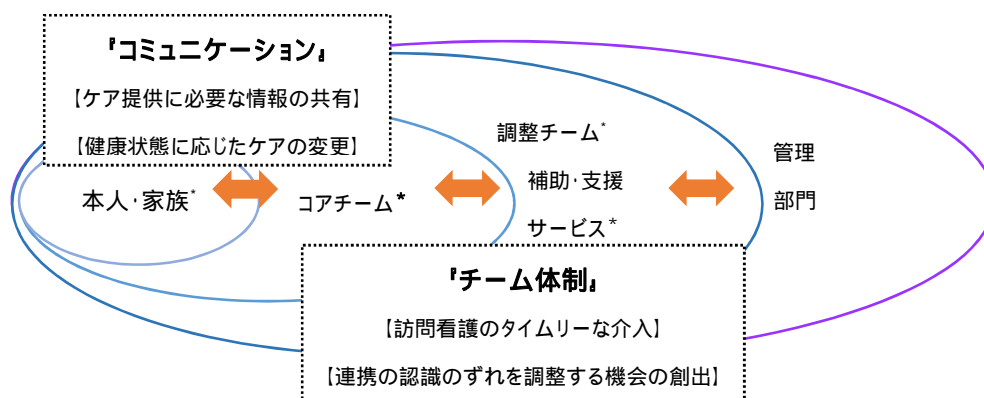 『コミュニケーション』
【ケア提供に必要な情報の共有】
【健康状態に応じたケアの変更】
本人・家族*
コアチーム*
調整チーム*
補助・支援
サービス*
管理
部門
『チーム体制』
【訪問看護のタイムリーな介入】
【連携の認識のずれを調整する機会の創出】